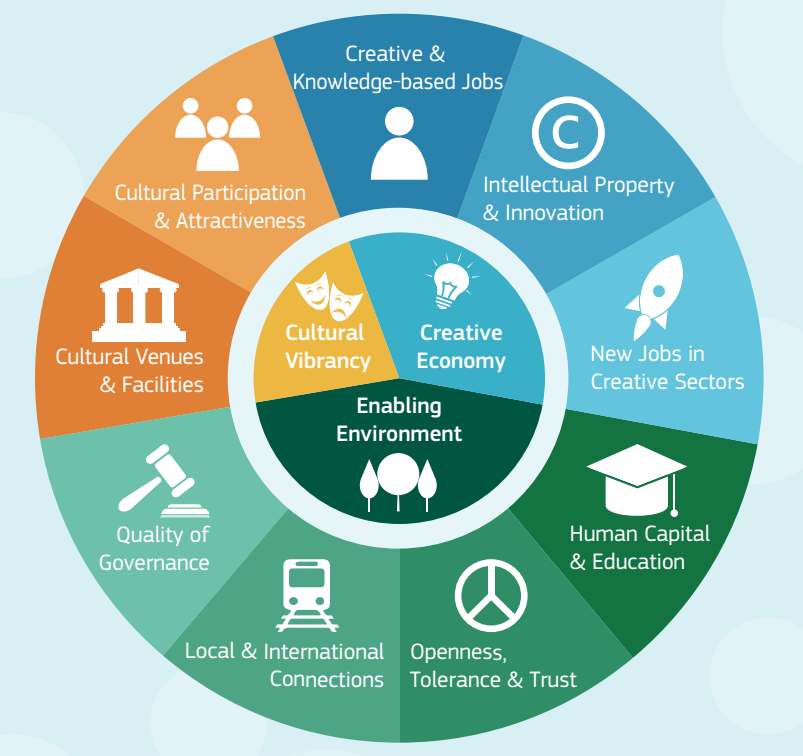 Creative &
Knowledge-based Jobs
C
Intellectual Property
& Innovation
New Jobs in
Creative Sectors
Human Capital
& Education
Openness,
Tolerance & Trust
Local & International
Connections
Quality of
Governance
Cultural Venues
& Facilities
Cultural Participation
& Attractiveness
Cultural
Vibrancy
Creative
Economy
Enabling
Environment